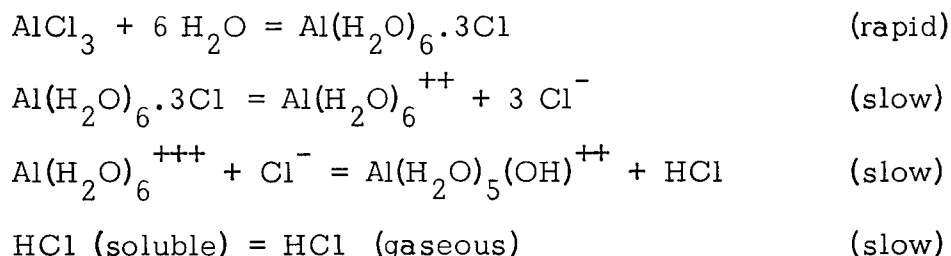 AlCl₃ + 6 H₂O = Al(H₂O)₆.3Cl (rapid)
Al(H₂O)₆.3Cl = Al(H₂O)₆⁺⁺ + 3 Cl⁻ (slow)
Al(H₂O)₆⁺⁺⁺ + Cl⁻ = Al(H₂O)₅(OH)⁺⁺ + HCl (slow)
HCl (soluble) = HCl (gaseous) (slow)